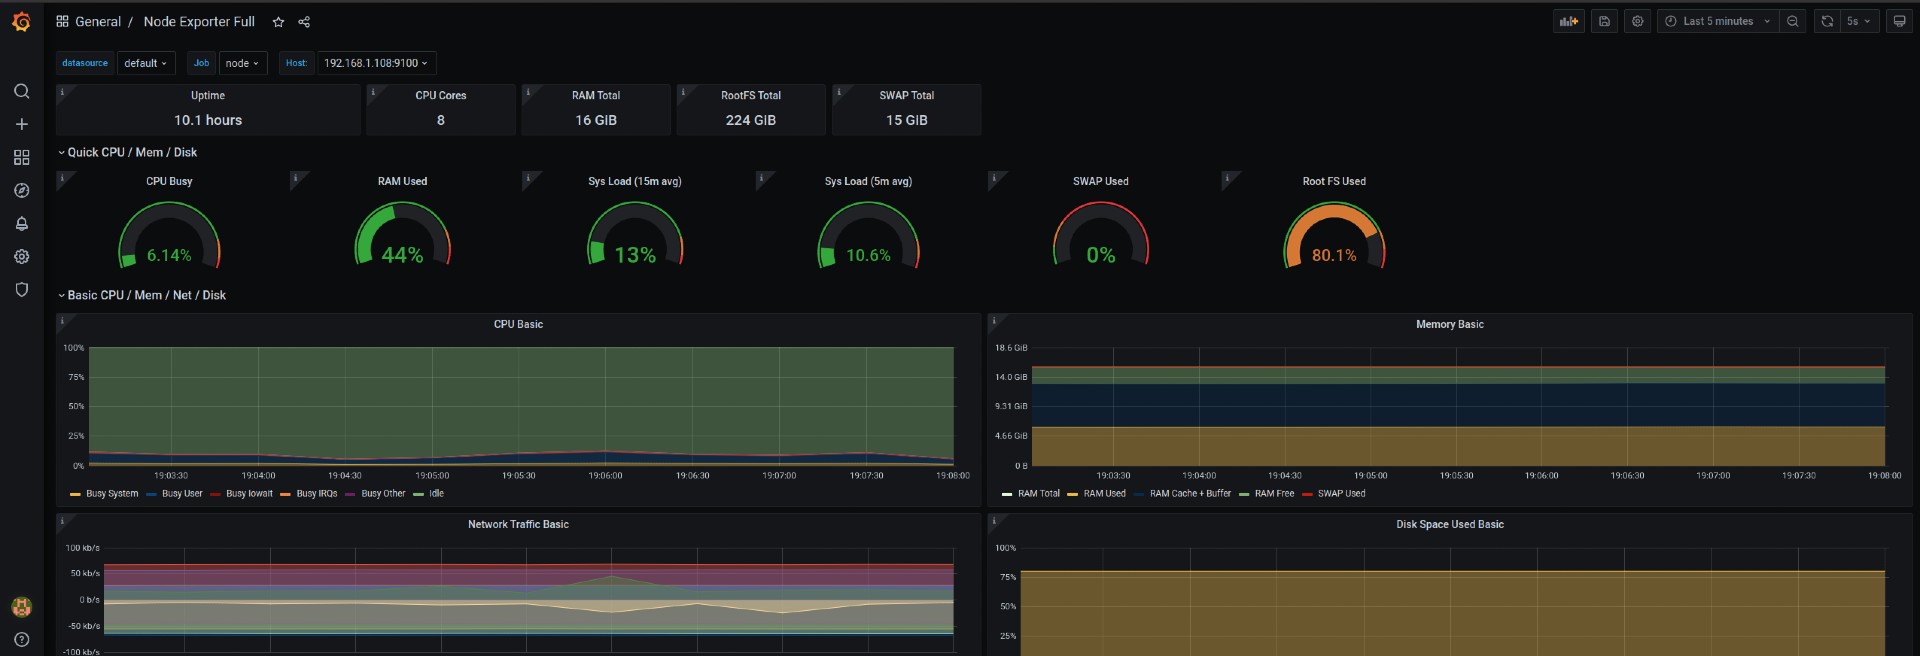 General / Node Exporter Full
Last 5 minutes
5s
datasource default Job node Host: 192.168.1.108:9100
Uptime
10.1 hours
CPU Cores
8
RAM Total
16 GIB
RootFS Total
224 GIB
SWAP Total
15 GIB
Quick CPU / Mem / Disk
CPU Busy
6.14%
RAM Used
44%
Sys Load (15m avg)
13%
Sys Load (5m avg)
10.6%
SWAP Used
0%
Root FS Used
80.1%
Basic CPU / Mem / Net / Disk
CPU Basic
100%
75%
50%
25%
0%
19:03:30 19:04:00 19:04:30 19:05:00 19:05:30 19:06:00 19:06:30 19:07:00 19:07:30 19:08:00
Busy System Busy User Busy Iowait Busy IRQs Busy Other Idle
Memory Basic
18.6 GiB
14.0 GiB
9.31 GiB
4.66 GiB
0 B
19:03:30 19:04:00 19:04:30 19:05:00 19:05:30 19:06:00 19:06:30 19:07:00 19:07:30 19:08:00
RAM Total RAM Used RAM Cache + Buffer RAM Free SWAP Used
Network Traffic Basic
100 kb/s
50 kb/s
0 b/s
-50 kb/s
-100 kb/s
Disk Space Used Basic
100%
75%
50%
25%